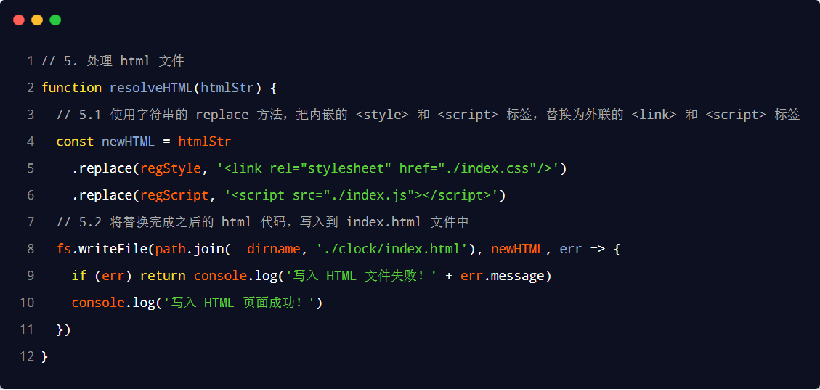 1 // 5. 处理 html 文件
2 function resolveHTML(htmlStr) {
3 // 5.1 使用字符串的 replace 方法，把内嵌的 <style> 和 <script> 标签，替换为外联的 <link> 和 <script> 标签
4 const newHTML = htmlStr
5 .replace(regStyle, '<link rel="stylesheet" href="./index.css"/>')
6 .replace(regScript, '<script src="./index.js"></script>')
7 // 5.2 将替换完成之后的 html 代码，写入到 index.html 文件中
8 fs.writeFile(path.join(  dirname, './clock/index.html'), newHTML, err => {
9 if (err) return console.log('写入 HTML 文件失败！' + err.message)
10 console.log('写入 HTML 页面成功！')
11 })
12 }